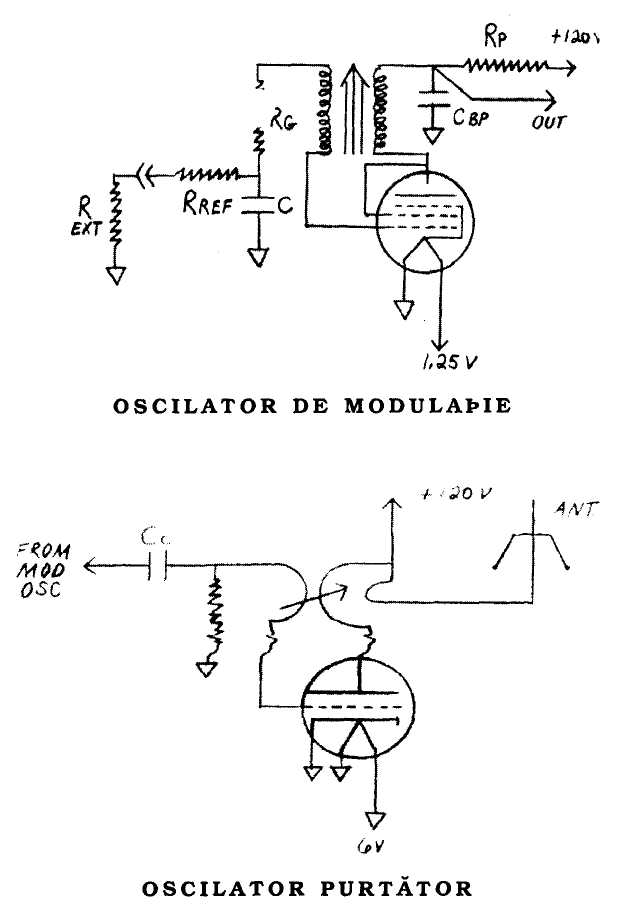 RP
+120V
RG
CBP
OUT
R EXT
RREF
C
1.25 V
OSCILATOR DE MODULAÞIE
+120 V
ANT
Cc
FROM
MOD
OSC
6V
OSCILATOR PURTĂTOR